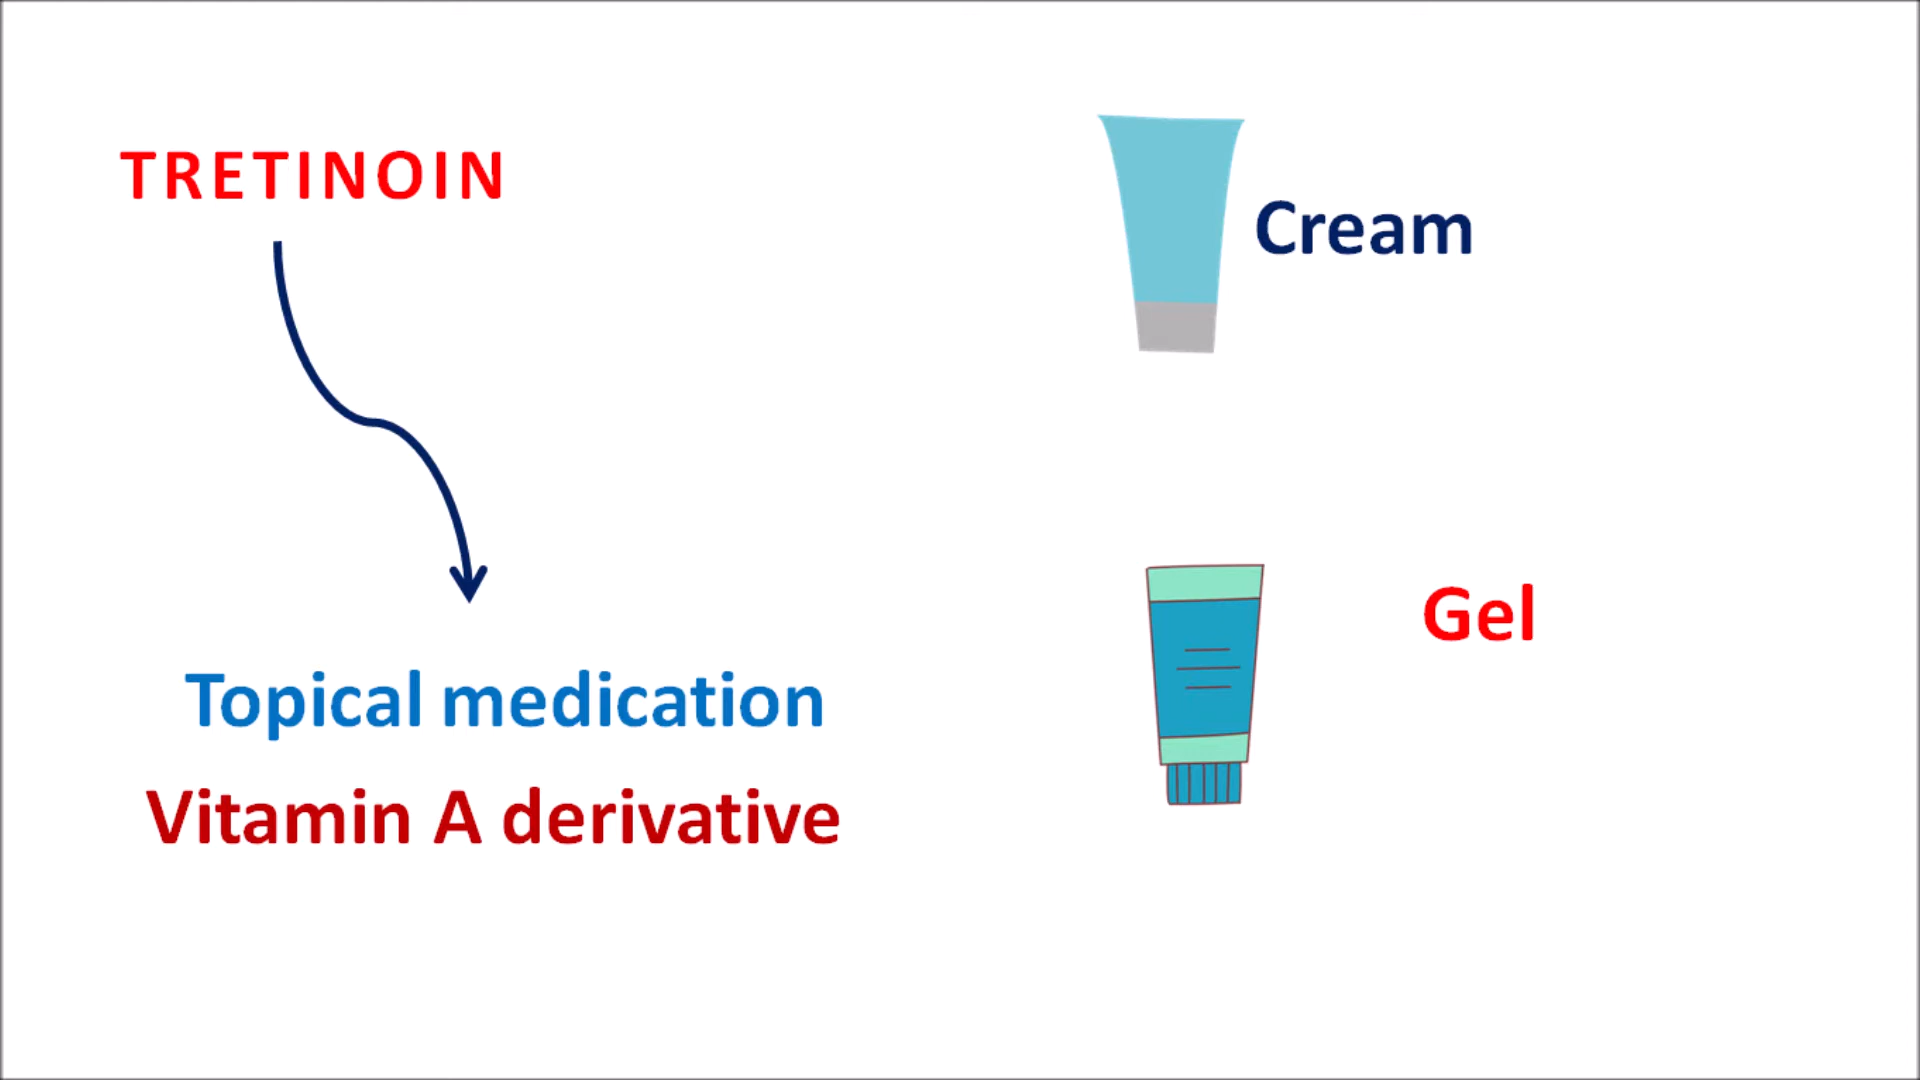 TRETINOIN
Topical medication
Vitamin A derivative
Cream
Gel